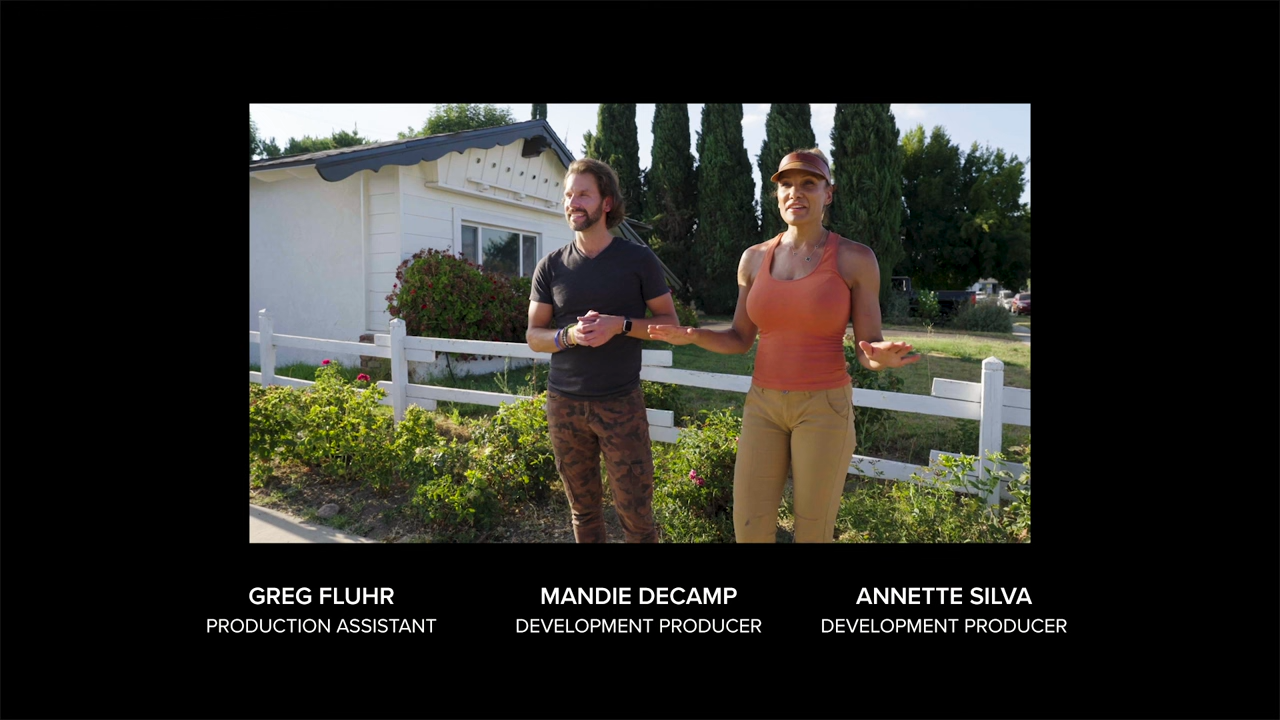 GREG FLUHR
PRODUCTION ASSISTANT
MANDIE DECAMP
DEVELOPMENT PRODUCER
ANNETTE SILVA
DEVELOPMENT PRODUCER